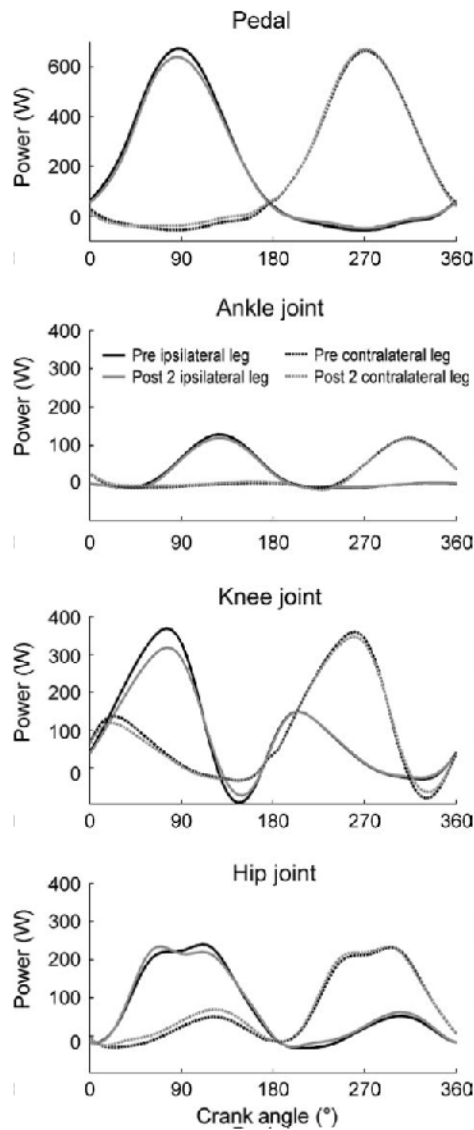 Pedal
Power (W)
600
400
200
0
0 90 180 270 360
Ankle joint
Power (W)
400
300
200
100
0
Pre ipsilateral leg Pre contralateral leg
Post 2 ipsilateral leg Post 2 contralateral leg
0 90 180 270 360
Knee joint
Power (W)
400
300
200
100
0
0 90 180 270 360
Hip joint
Power (W)
400
300
200
100
0
0 90 180 270 360
Crank angle (°)